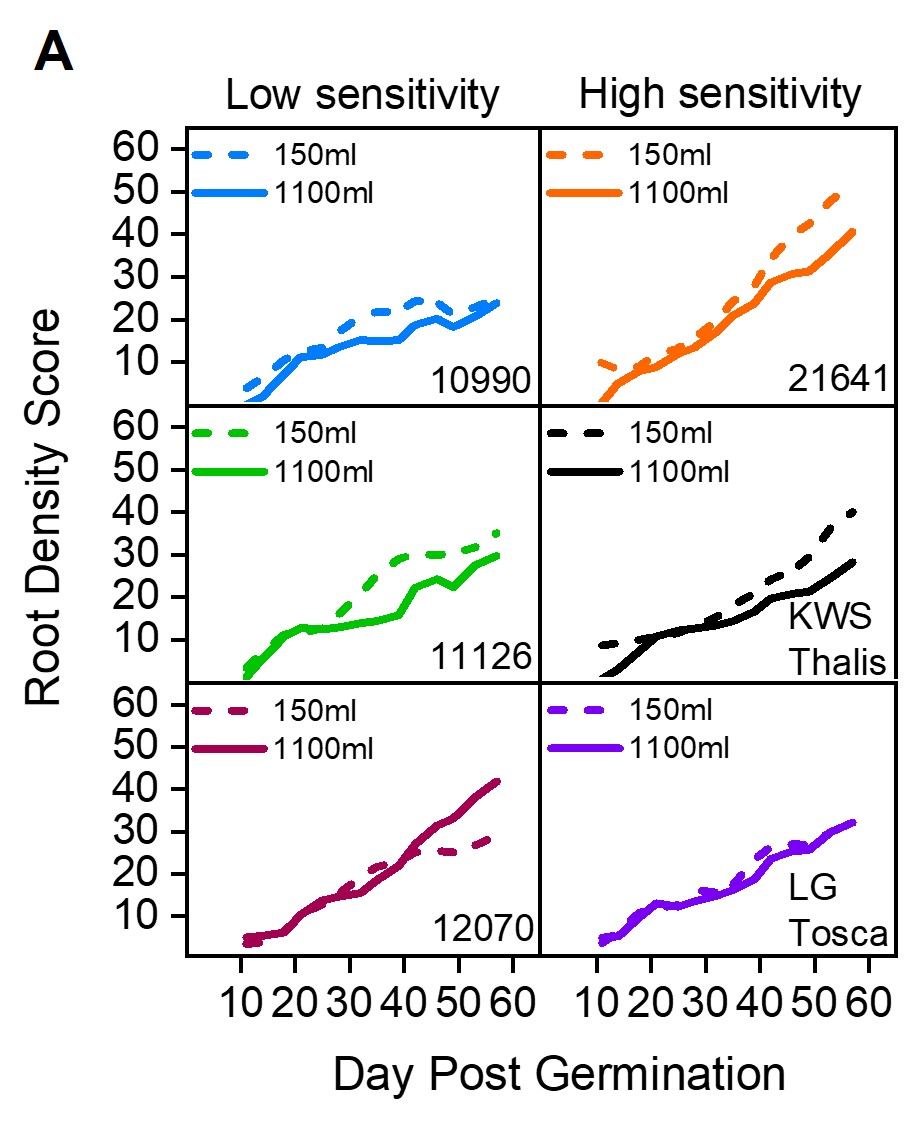 A
Low sensitivity
High sensitivity
Root Density Score
60
50
40
30
20
10
150ml
1100ml
10990
150ml
1100ml
21641
60
50
40
30
20
10
150ml
1100ml
11126
150ml
1100ml
KWS
Thalis
60
50
40
30
20
10
150ml
1100ml
12070
150ml
1100ml
LG
Tosca
10 20 30 40 50 60
10 20 30 40 50 60
Day Post Germination